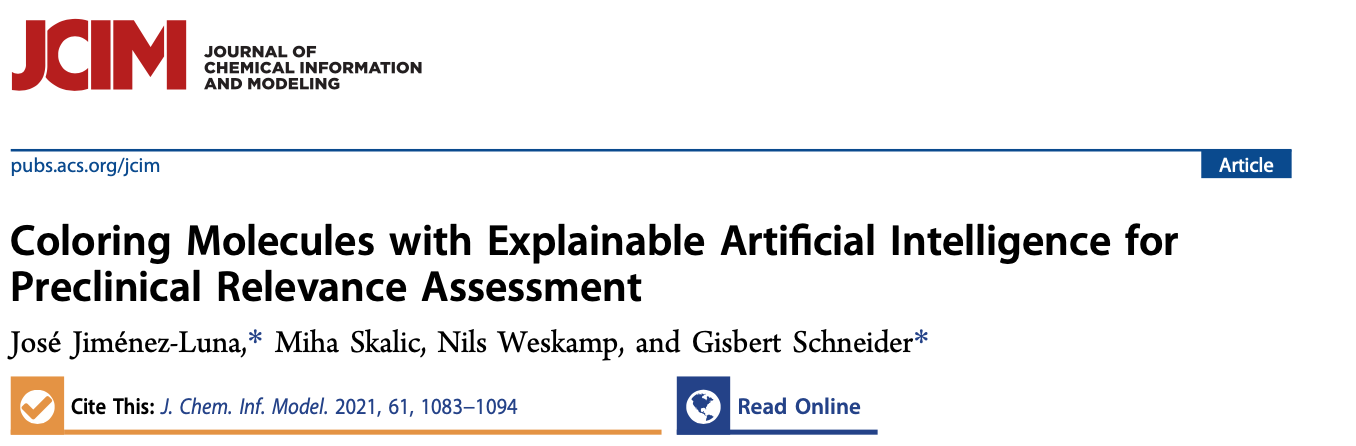 JCIM
JOURNAL OF
CHEMICAL INFORMATION
AND MODELING
pubs.acs.org/jcim
Article
Coloring Molecules with Explainable Artificial Intelligence for
Preclinical Relevance Assessment
José Jiménez-Luna,* Miha Skalic, Nils Weskamp, and Gisbert Schneider*
Cite This: J. Chem. Inf. Model. 2021, 61, 1083–1094
Read Online